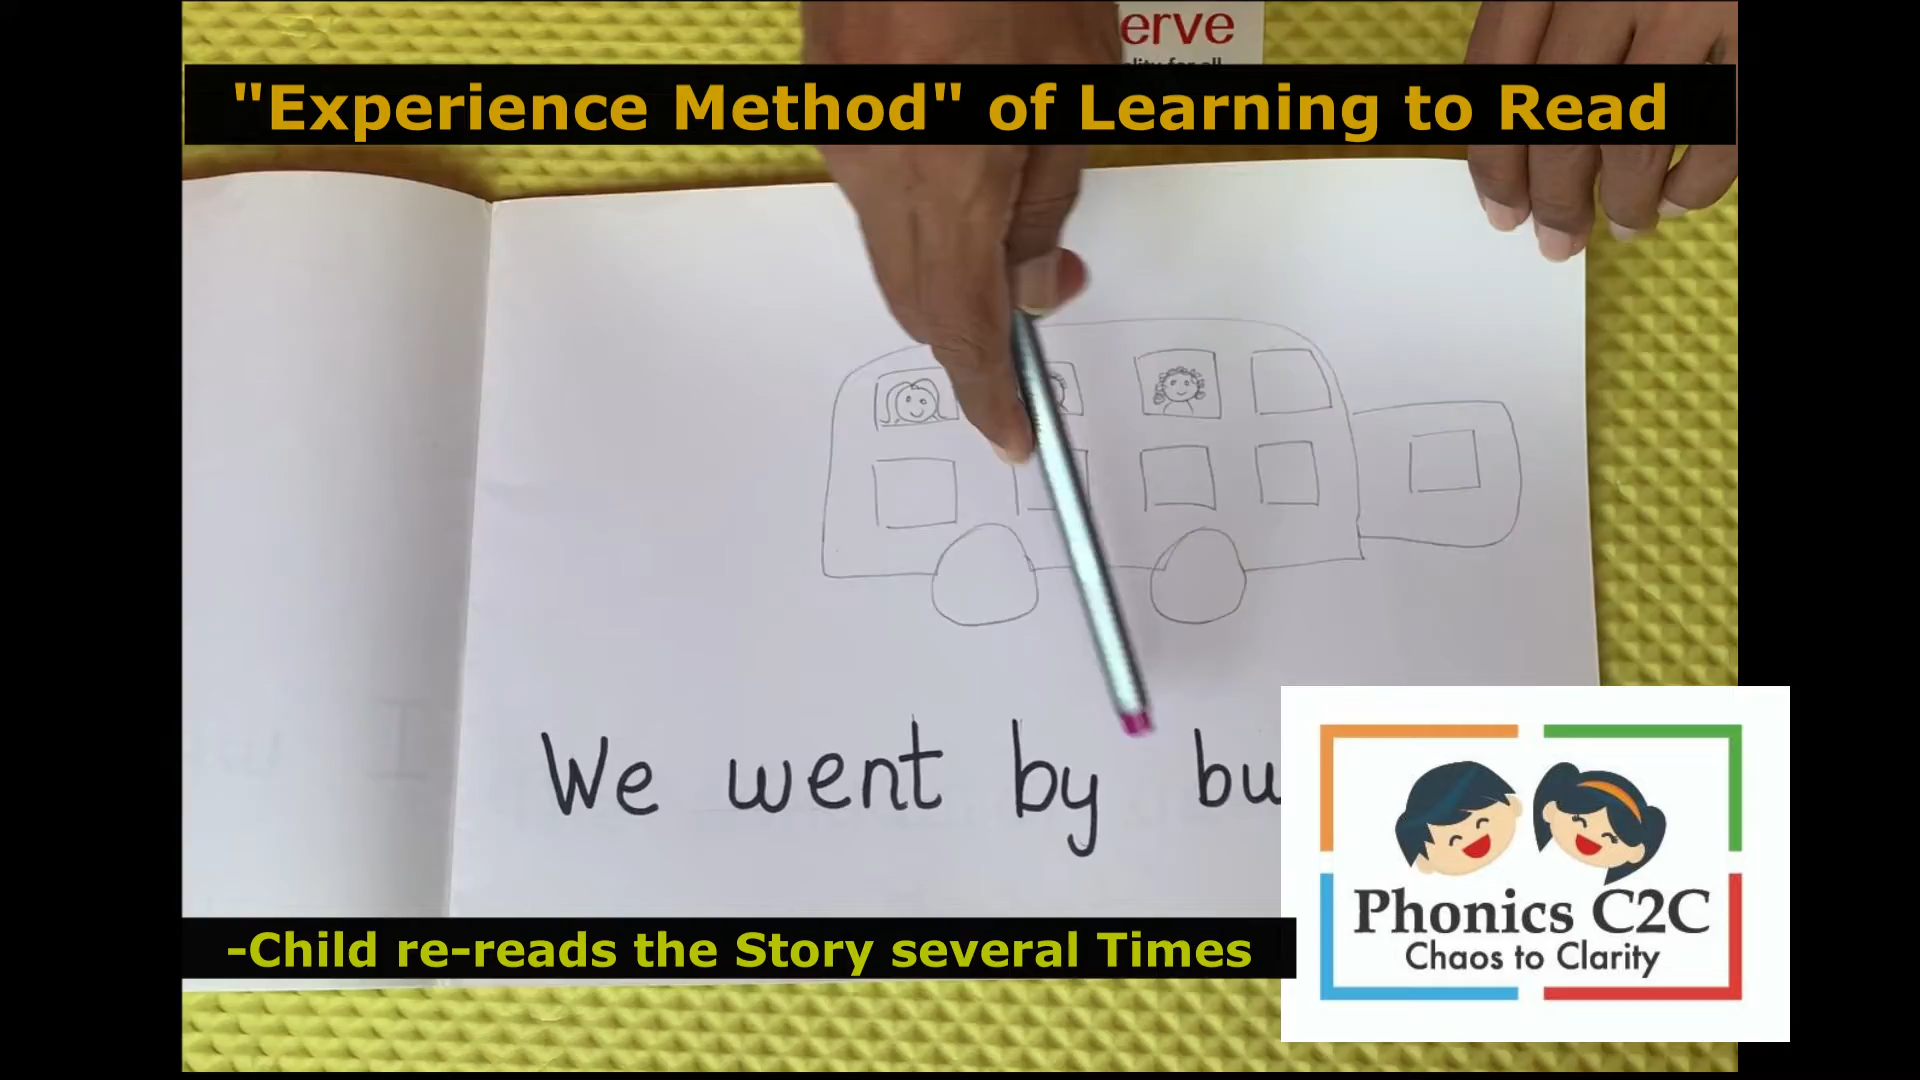 erve
"Experience Method" of Learning to Read
We went by bu
-Child re-reads the Story several Times
Phonics C2C
Chaos to Clarity